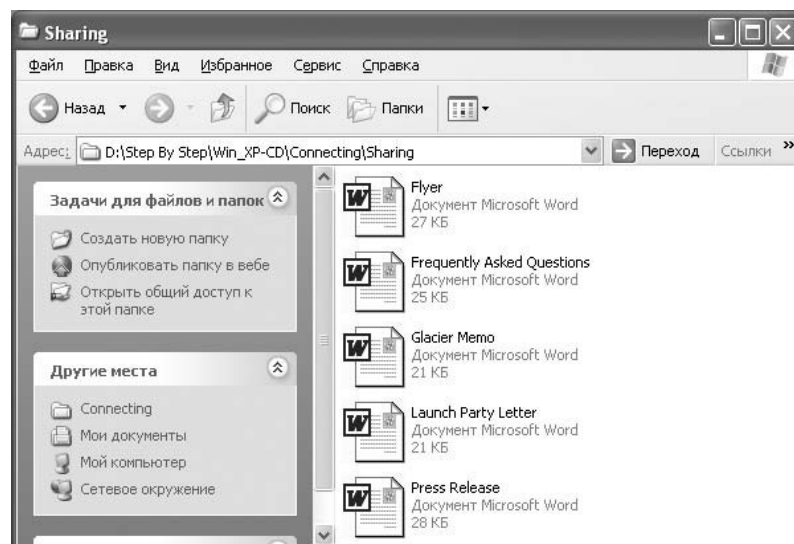 Sharing
Файл Правка Вид Избранное Сервис Справка
Назад Поиск Папки
Адрес: D:\Step By Step\Win_XP-CD\Connecting\Sharing Переход Ссылки »
Задачи для файлов и папок
Создать новую папку
Опубликовать папку в вебе
Открыть общий доступ к
этой папке
Другие места
Connecting
Мои документы
Мой компьютер
Сетевое окружение
Flyer
Документ Microsoft Word
27 КБ
Frequently Asked Questions
Документ Microsoft Word
25 КБ
Glacier Memo
Документ Microsoft Word
21 КБ
Launch Party Letter
Документ Microsoft Word
21 КБ
Press Release
Документ Microsoft Word
28 КБ